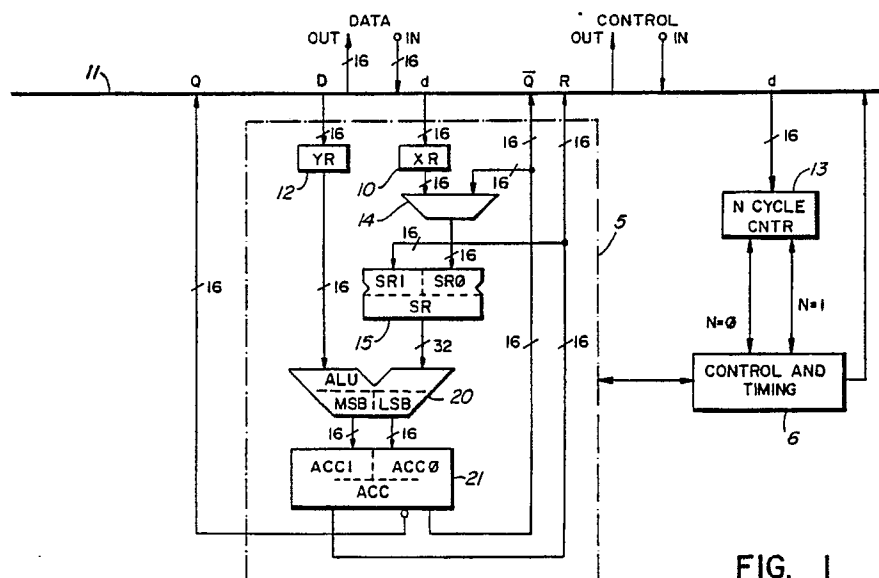 DATA
CONTROL
OUT
IN
OUT
IN
16
16
11
Q
D
d
Q̅
R
d
16
16
16
16
16
YR
XR
13
12
10
16
16
N CYCLE
CNTR
14
5
16
16
SR1
SRØ
16
16
SR
N=Ø
N=1
15
32
16
16
ALU
CONTROL AND
TIMING
MSB
LSB
20
16
16
6
ACC1
ACCØ
21
ACC
FIG. 1